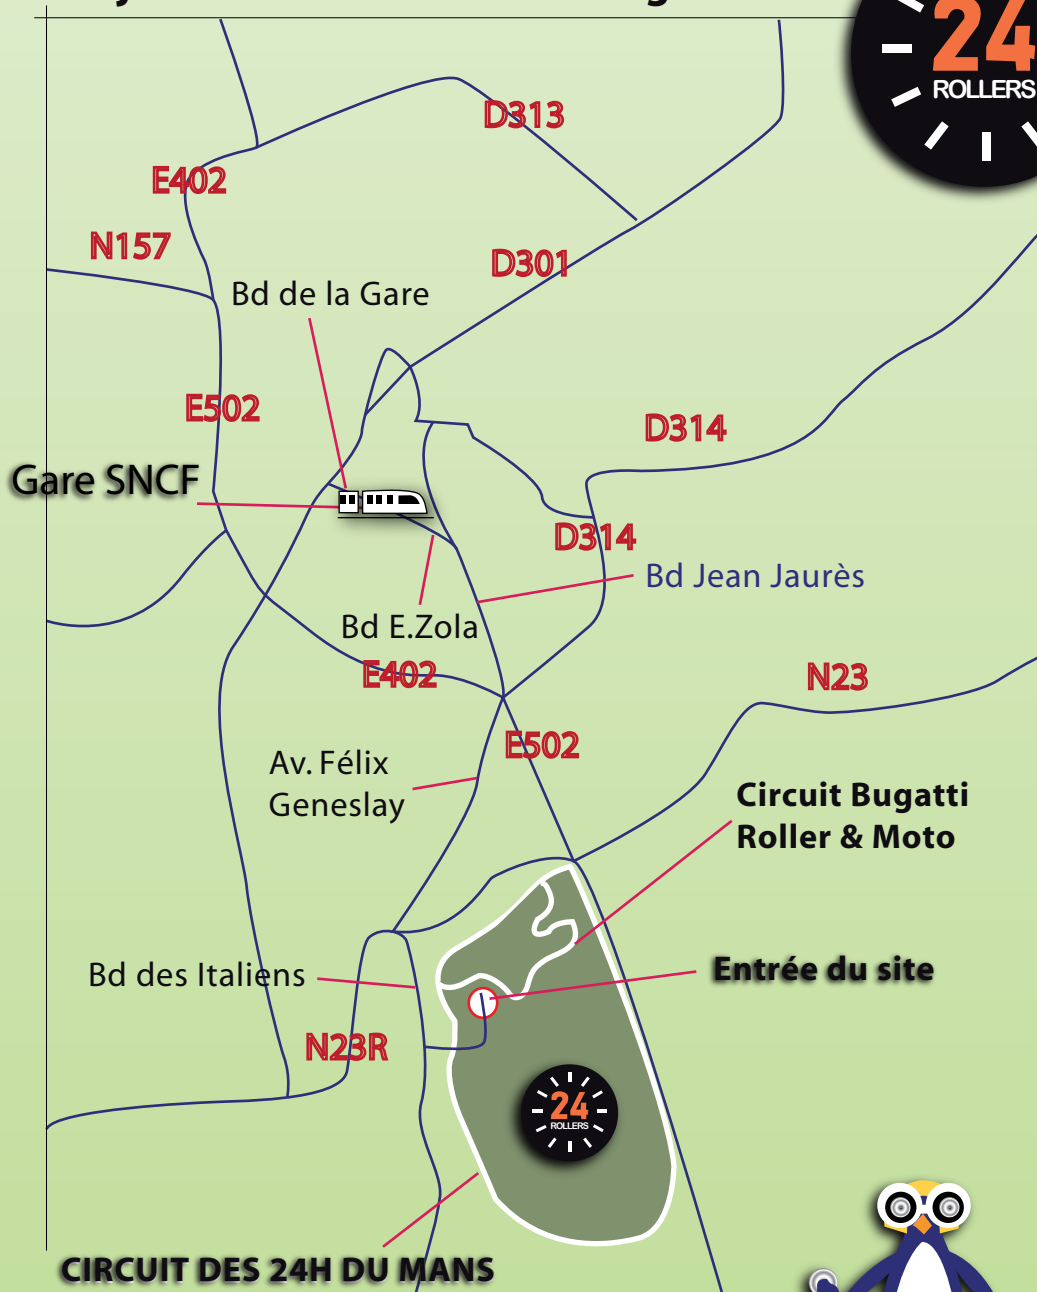 24
ROLLERS
D313
E402
N157
D301
Bd de la Gare
E502
D314
Gare SNCF
D314
Bd Jean Jaurès
Bd E.Zola
E402
N23
E502
Av. Félix
Geneslay
Circuit Bugatti
Roller & Moto
Entrée du site
Bd des Italiens
N23R
24
ROLLERS
CIRCUIT DES 24H DU MANS